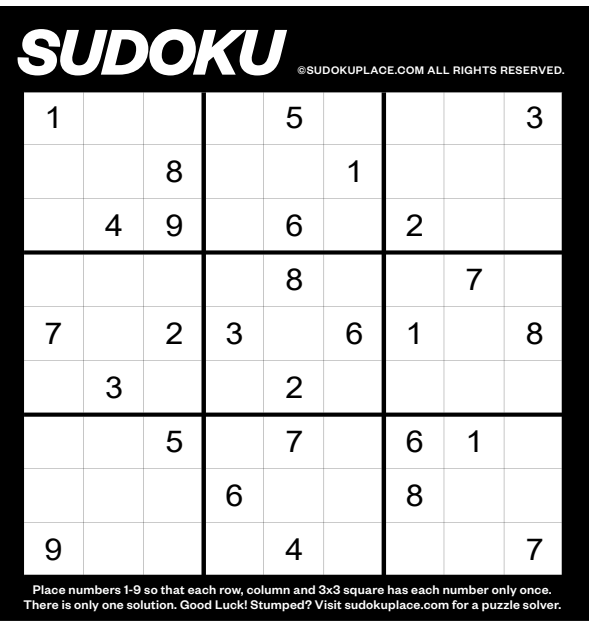 SUDOKU
©SUDOKUPLACE.COM ALL RIGHTS RESERVED.
1 5 3
8 1
4 9 6 2
8 7
7 2 3 6 1 8
3 2
5 7 6 1
6 8
9 4 7
Place numbers 1-9 so that each row, column and 3x3 square has each number only once.
There is only one solution. Good Luck! Stumped? Visit sudokuplace.com for a puzzle solver.